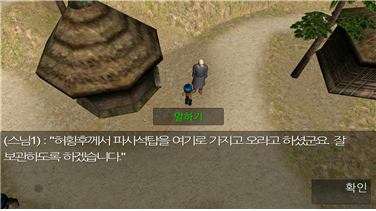 말하기
(스님1) : "허황후께서 파사석탑을 여기로 가지고 오라고 하셨군요. 잘
보관하도록 하겠습니다."
확인